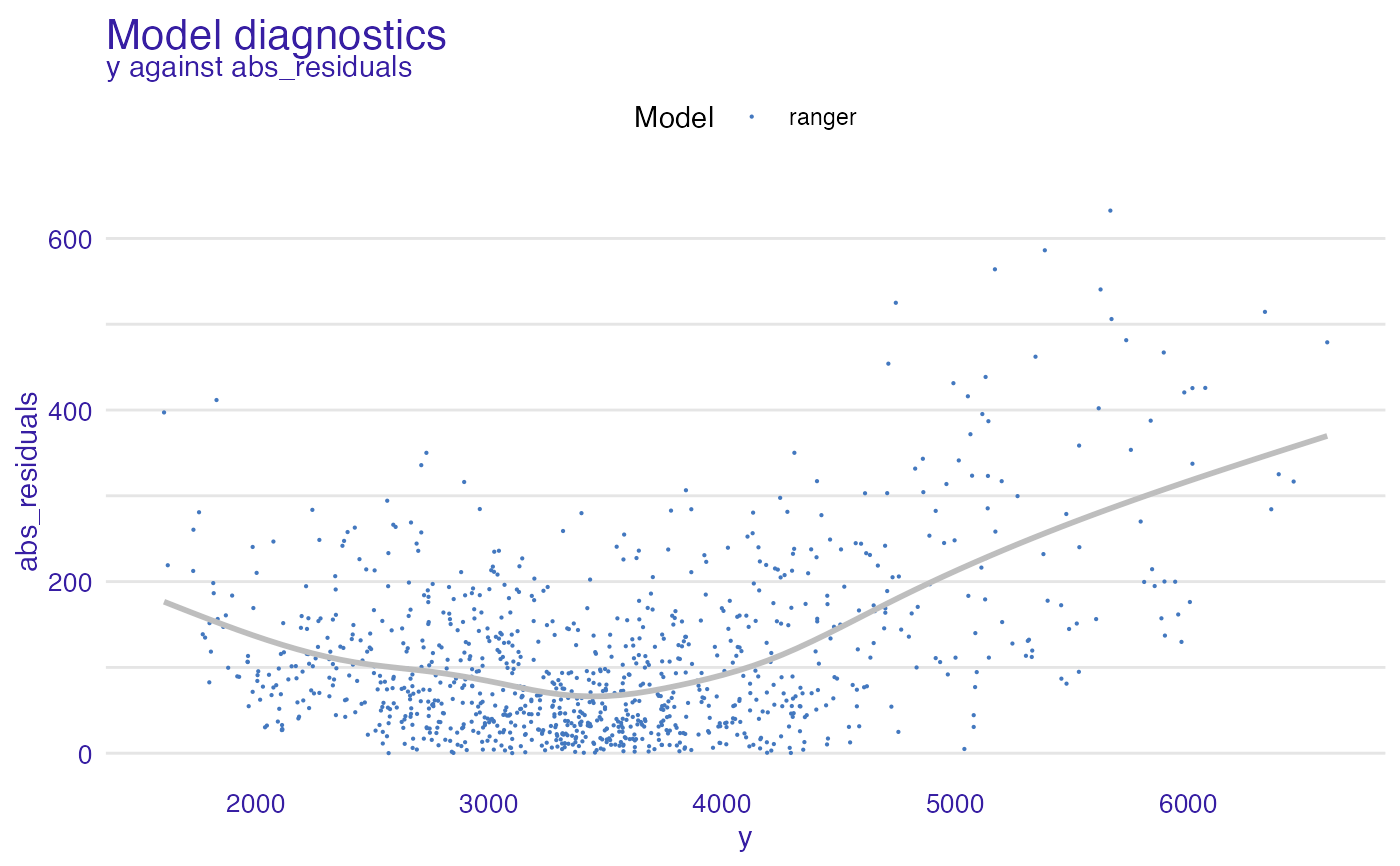 Model diagnostics
y against abs_residuals
Model ranger
600
400
200
0
abs_residuals
2000 3000 4000 5000 6000
y